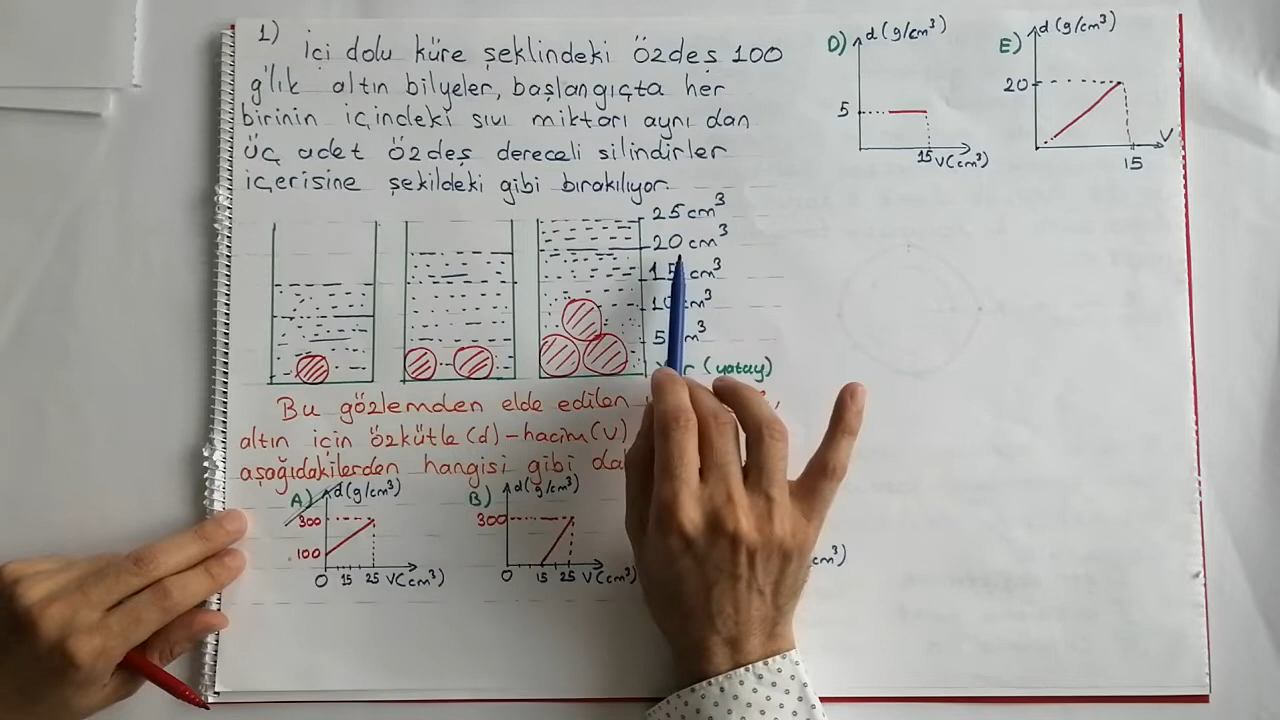 1)
İçi dolu küre şeklindeki özdeş 100
g'lık altın bilyeler, başlangıçta her
birinin içindeki sıvı miktarı aynı olan
üç adet özdeş dereceli silindirler
içerisine şekildeki gibi bırakılıyor.
25 cm³
20 cm³
cm³
cm³
5 m³
(yatay)
Bu gözlemden elde edilen
altın için özkütle(d)-hacim(V)
aşağıdakilerden hangisi gibi
A) d(g/cm³)
300
100
0 15 25 V(cm³)
B) d(g/cm³)
300
0 15 25 V(cm³)
cm³)
D) d(g/cm³)
5
15 V(cm³)
E) d(g/cm³)
20
V
15